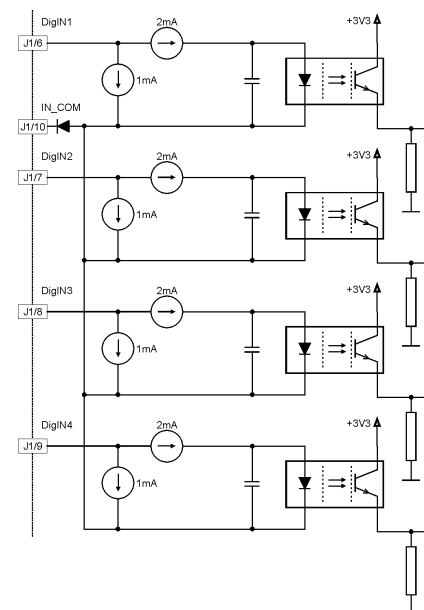 DigIN1
2mA
+3V3
J1/6
1mA
IN_COM
J1/10
DigIN2
2mA
+3V3
J1/7
1mA
DigIN3
2mA
+3V3
J1/8
1mA
DigIN4
2mA
+3V3
J1/9
1mA